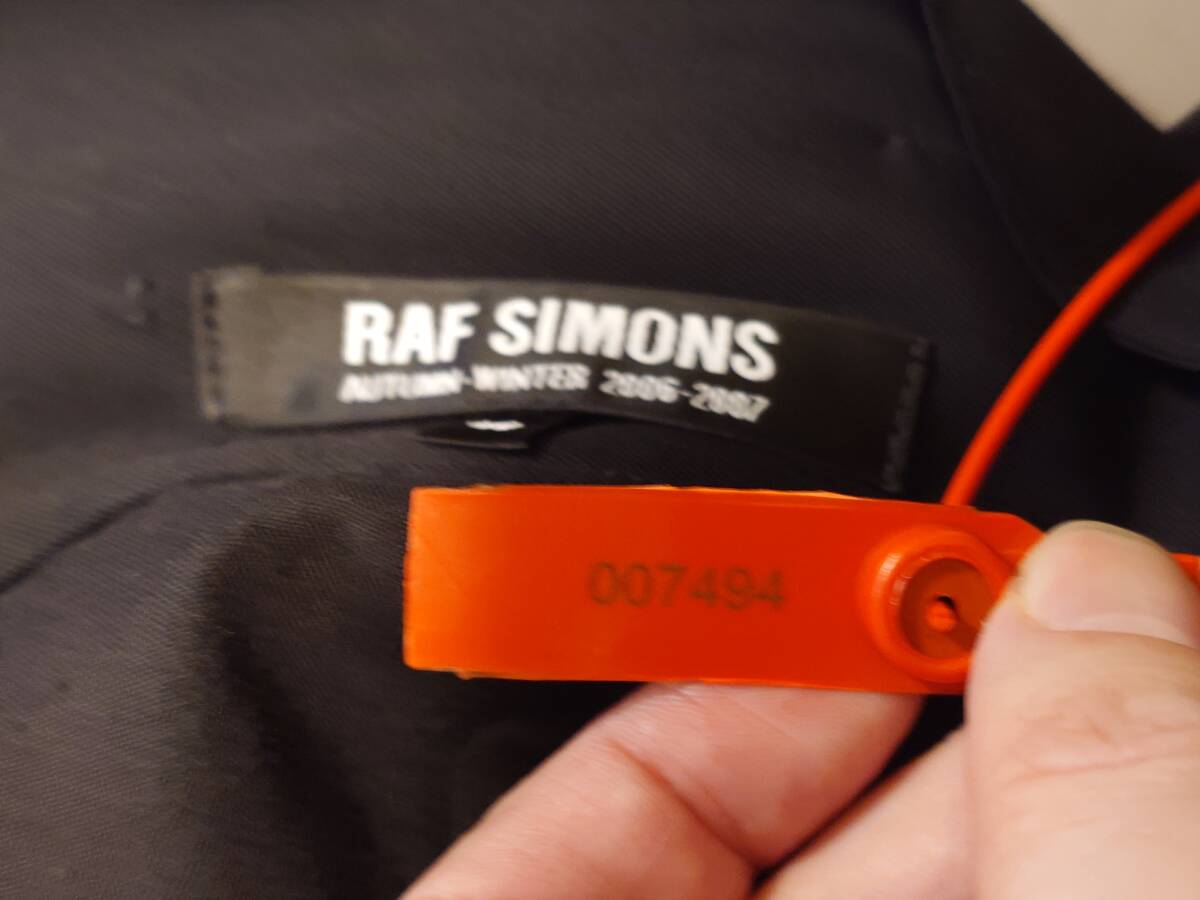 RAF SIMONS
AUTUMN-WINTER 2006-2007
007494